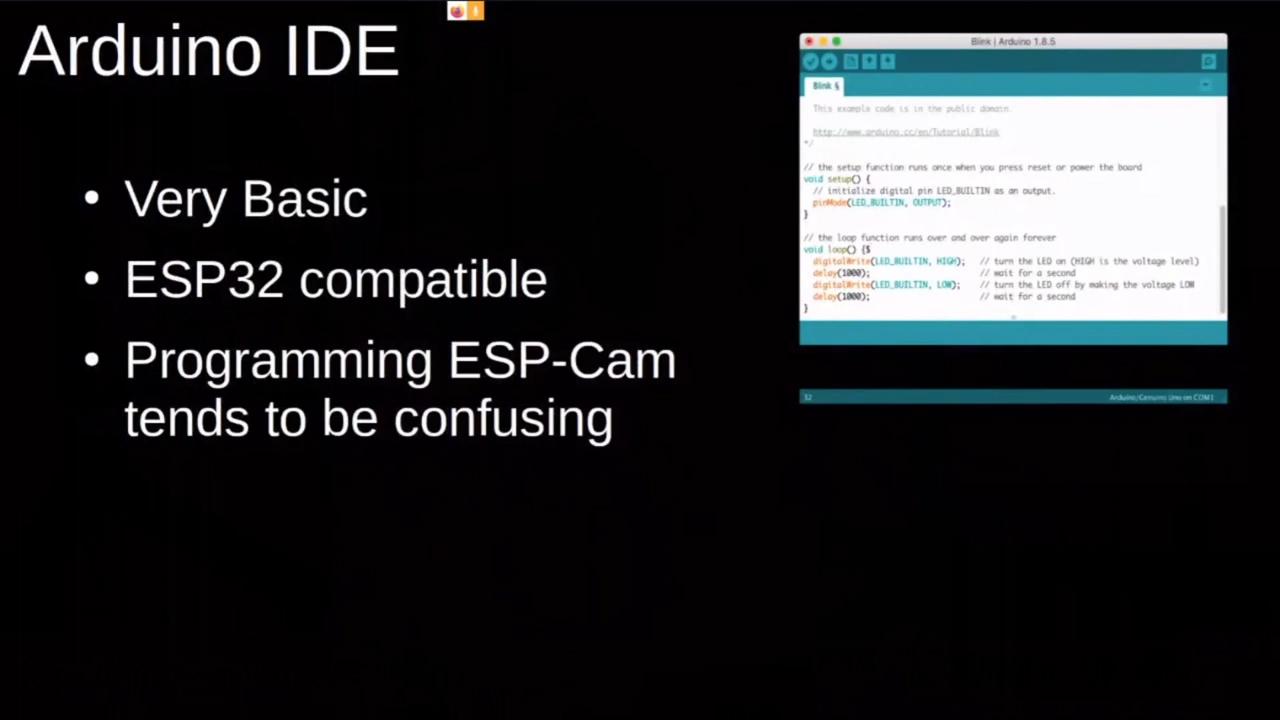 Arduino IDE
• Very Basic
• ESP32 compatible
• Programming ESP-Cam
tends to be confusing
Blink | Arduino 1.8.5
Blink §
This example code is in the public domain.
http://www.arduino.cc/en/Tutorial/Blink
*/
// the setup function runs once when you press reset or power the board
void setup() {
// initialize digital pin LED_BUILTIN as an output.
pinMode(LED_BUILTIN, OUTPUT);
}
// the loop function runs over and over again forever
void loop() {$
digitalWrite(LED_BUILTIN, HIGH); // turn the LED on (HIGH is the voltage level)
delay(1000); // wait for a second
digitalWrite(LED_BUILTIN, LOW); // turn the LED off by making the voltage LOW
delay(1000); // wait for a second
}
32 Arduino/Genuino Uno on COM1